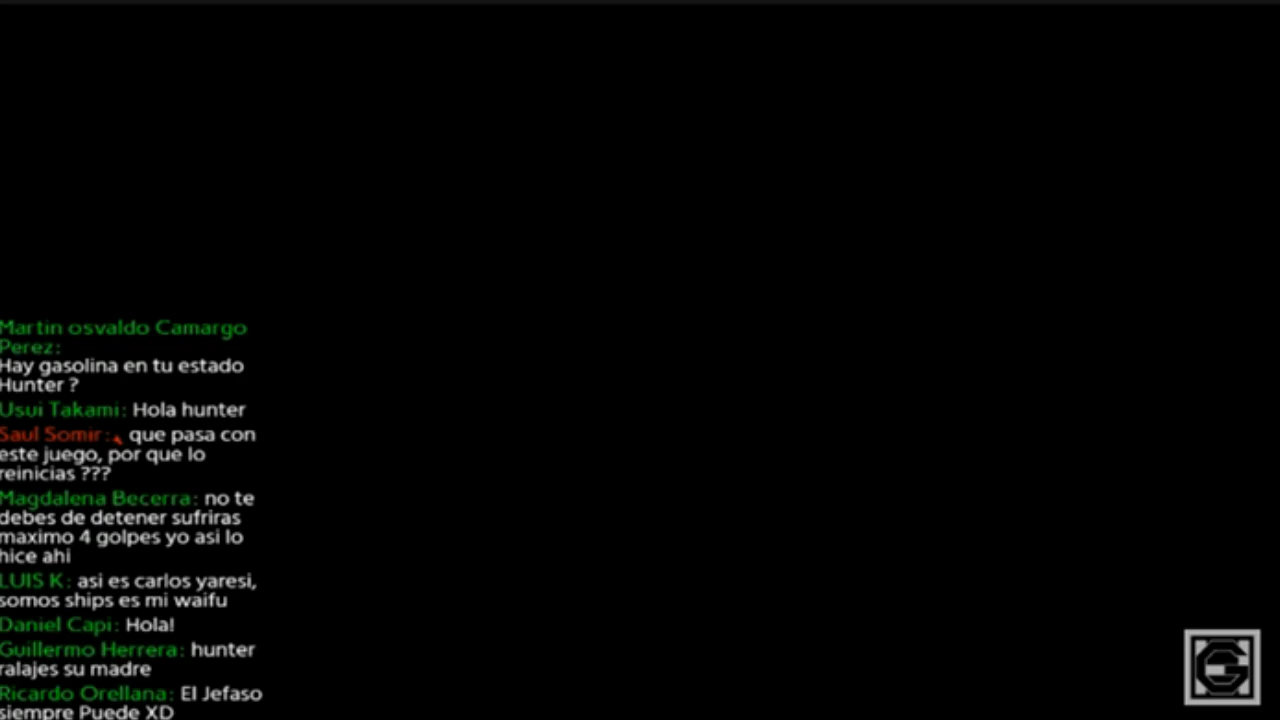 Martin osvaldo Camargo
Perez:
Hay gasolina en tu estado
Hunter ?
Usui Takami: Hola hunter
Saul Somir: que pasa con
este juego, por que lo
reinicias ???
Magdalena Becerra: no te
debes de detener sufriras
maximo 4 golpes yo asi lo
hice ahi
LUIS K: asi es carlos yaresi,
somos ships es mi waifu
Daniel Capi: Hola!
Guillermo Herrera: hunter
ralajes su madre
Ricardo Orellana: El Jefaso
siempre Puede XD
G